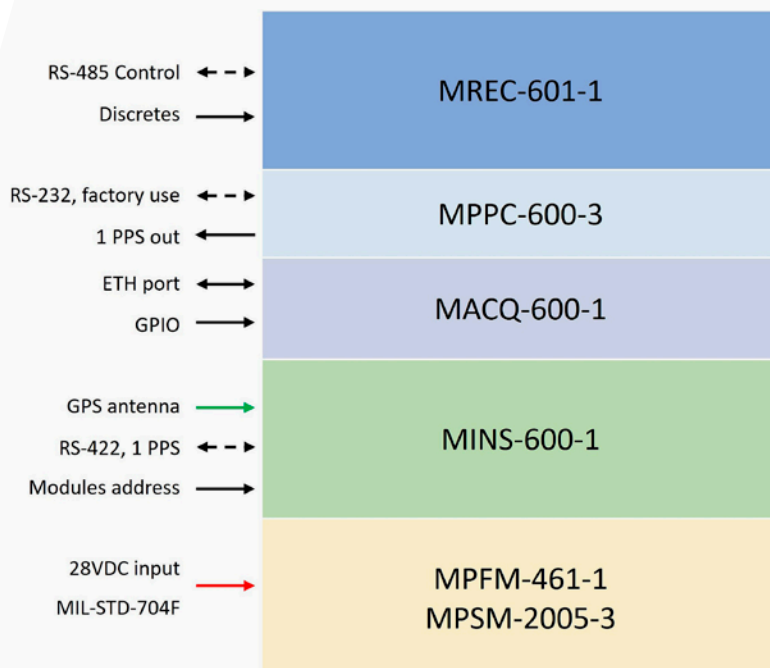 RS-485 Control
Discretes
MREC-601-1
RS-232, factory use
1 PPS out
MPPC-600-3
ETH port
GPIO
MACQ-600-1
GPS antenna
RS-422, 1 PPS
Modules address
MINS-600-1
28VDC input
MIL-STD-704F
MPFM-461-1
MPSM-2005-3